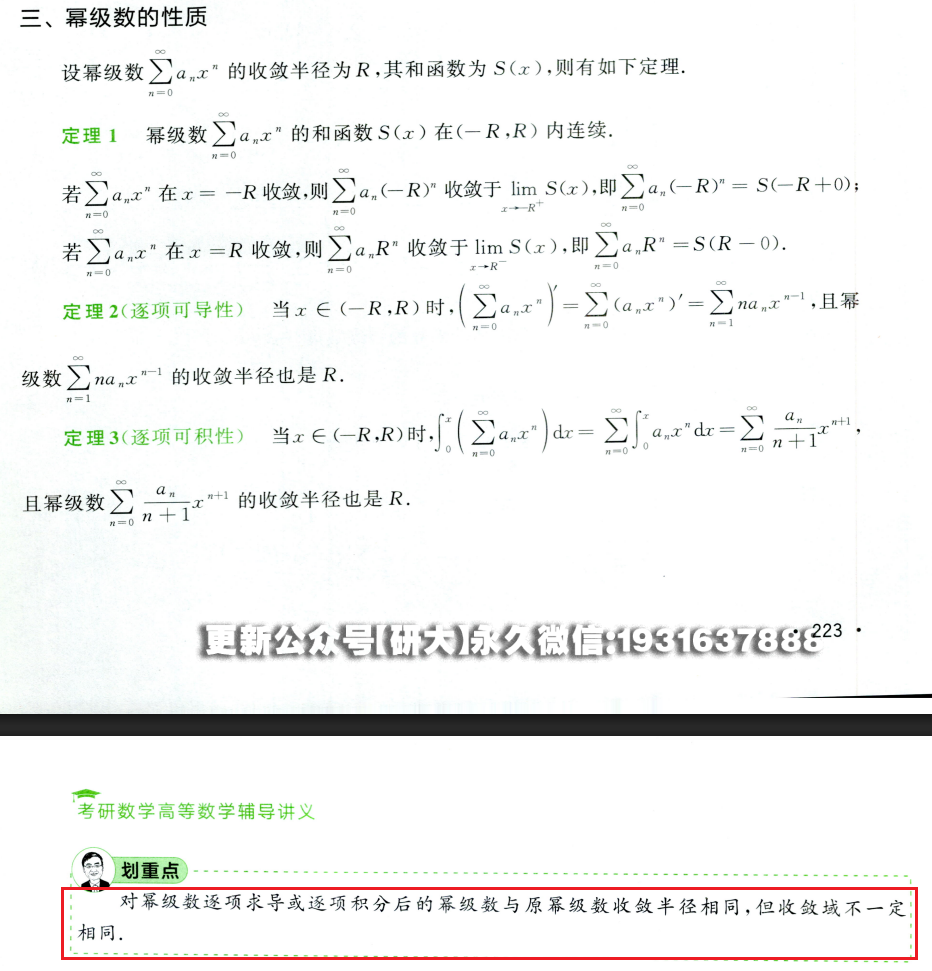 三、幂级数的性质
设幂级数 $\sum_{n=0}^{\infty} a_n x^n$ 的收敛半径为 R,其和函数为 S(x),则有如下定理.
定理 1 幂级数 $\sum_{n=0}^{\infty} a_n x^n$ 的和函数 S(x) 在(-R,R) 内连续.
若 $\sum_{n=0}^{\infty} a_n x^n$ 在 x = -R 收敛,则 $\sum_{n=0}^{\infty} a_n (-R)^n$ 收敛于 $\lim_{x \to -R^+} S(x)$,即 $\sum_{n=0}^{\infty} a_n (-R)^n = S(-R+0)$;
若 $\sum_{n=0}^{\infty} a_n x^n$ 在 x = R 收敛,则 $\sum_{n=0}^{\infty} a_n R^n$ 收敛于 $\lim_{x \to R^-} S(x)$,即 $\sum_{n=0}^{\infty} a_n R^n = S(R-0)$.
定理 2(逐项可导性) 当 x ∈ (-R,R) 时,$\left(\sum_{n=0}^{\infty} a_n x^n\right)' = \sum_{n=0}^{\infty} (a_n x^n)' = \sum_{n=1}^{\infty} n a_n x^{n-1}$,且幂
级数 $\sum_{n=1}^{\infty} n a_n x^{n-1}$ 的收敛半径也是 R.
定理 3(逐项可积性) 当x ∈ (-R,R)时,$\int_0^x \left(\sum_{n=0}^{\infty} a_n x^n\right) \mathrm{d}x = \sum_{n=0}^{\infty} \int_0^x a_n x^n \mathrm{d}x = \sum_{n=0}^{\infty} \frac{a_n}{n+1} x^{n+1}$,
且幂级数 $\sum_{n=0}^{\infty} \frac{a_n}{n+1} x^{n+1}$ 的收敛半径也是 R.
更新公众号[研大]永久微信:1931637888
· 223 ·
考研数学高等数学辅导讲义
划重点
对幂级数逐项求导或逐项积分后的幂级数与原幂级数收敛半径相同,但收敛域不一定
相同.